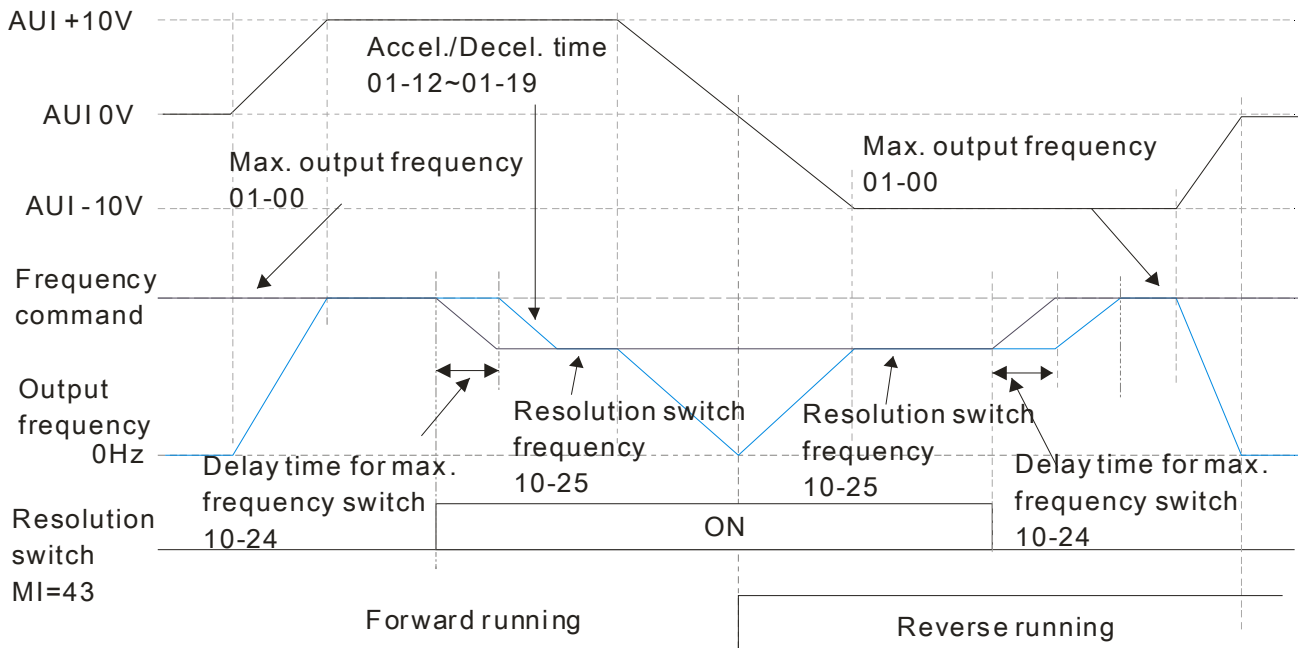 AUI +10V
Accel./Decel. time
01-12~01-19
AUI 0V
Max. output frequency
01-00
Max. output frequency
01-00
AUI -10V
Frequency
command
Output
frequency
0Hz
Resolution switch
frequency
10-25
Resolution switch
frequency
10-25
Delay time for max.
frequency switch
10-24
Delay time for max.
frequency switch
10-24
Resolution
switch
MI=43
ON
Forward running
Reverse running